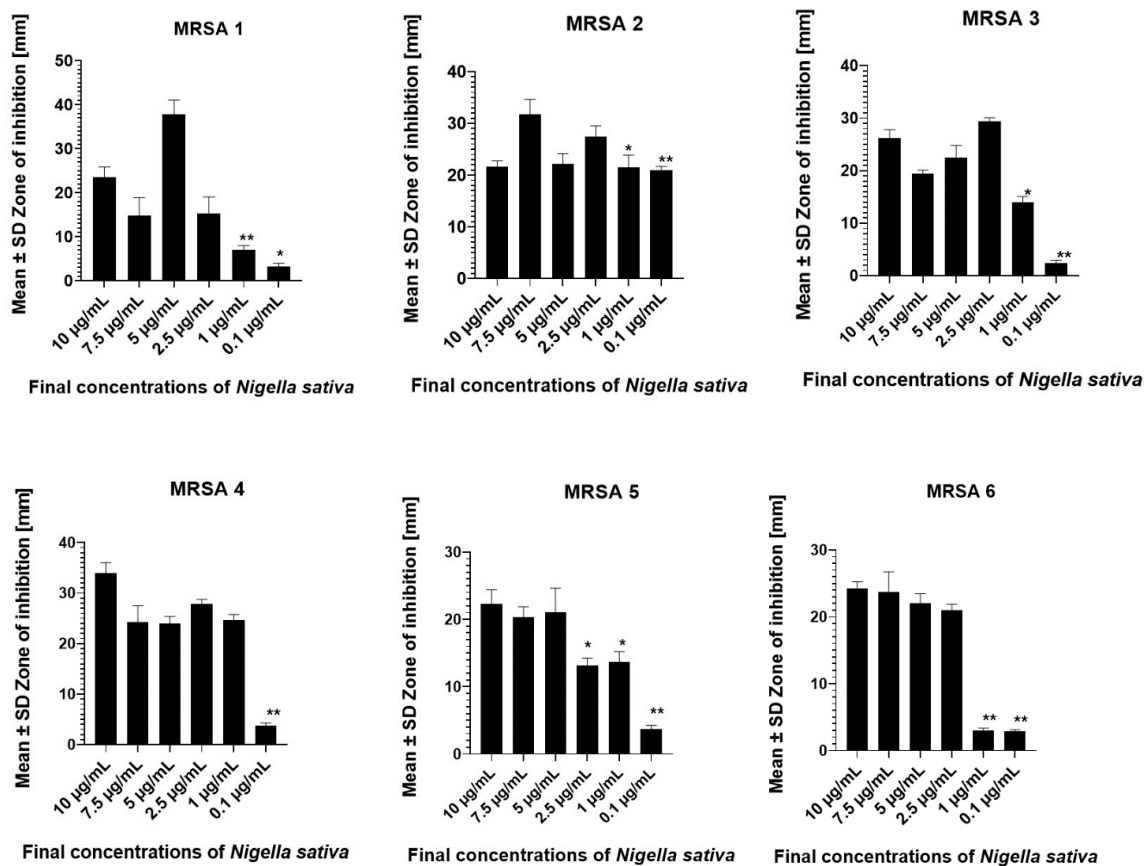 MRSA 1
Mean ± SD Zone of inhibition [mm]
50
40
30
20
10
0
**
*
10 µg/mL
7.5 µg/mL
5 µg/mL
2.5 µg/mL
1 µg/mL
0.1 µg/mL
Final concentrations of Nigella sativa
MRSA 2
Mean ± SD Zone of inhibition [mm]
40
30
20
10
0
*
**
10 µg/mL
7.5 µg/mL
5 µg/mL
2.5 µg/mL
1 µg/mL
0.1 µg/mL
Final concentrations of Nigella sativa
MRSA 3
Mean ± SD Zone of inhibition [mm]
40
30
20
10
0
*
**
10 µg/mL
7.5 µg/mL
5 µg/mL
2.5 µg/mL
1 µg/mL
0.1 µg/mL
Final concentrations of Nigella sativa
MRSA 4
Mean ± SD Zone of inhibition [mm]
40
30
20
10
0
**
10 µg/mL
7.5 µg/mL
5 µg/mL
2.5 µg/mL
1 µg/mL
0.1 µg/mL
Final concentrations of Nigella sativa
MRSA 5
Mean ± SD Zone of inhibition [mm]
30
20
10
0
*
*
**
10 µg/mL
7.5 µg/mL
5 µg/mL
2.5 µg/mL
1 µg/mL
0.1 µg/mL
Final concentrations of Nigella sativa
MRSA 6
Mean ± SD Zone of inhibition [mm]
30
20
10
0
**
**
10 µg/mL
7.5 µg/mL
5 µg/mL
2.5 µg/mL
1 µg/mL
0.1 µg/mL
Final concentrations of Nigella sativa